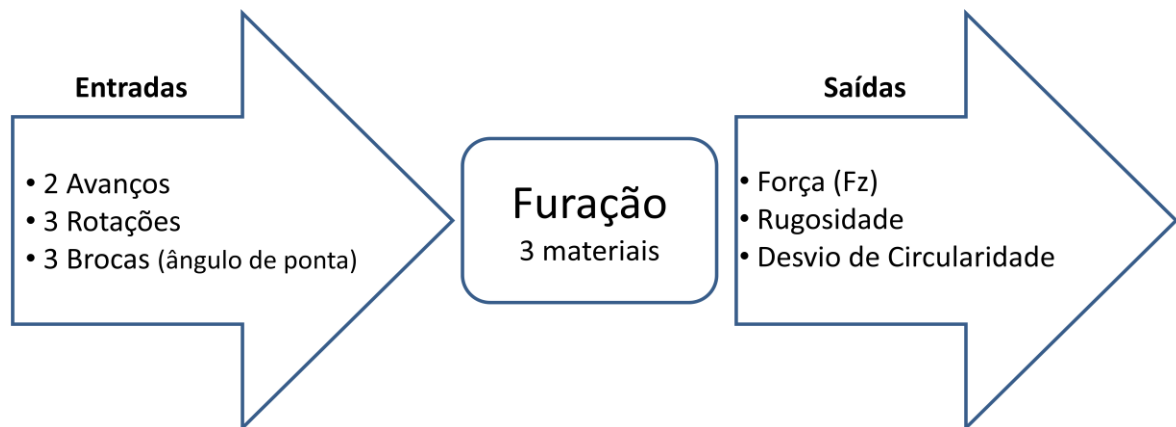 Entradas
• 2 Avanços
• 3 Rotações
• 3 Brocas (ângulo de ponta)
Furação
3 materiais
Saídas
• Força (Fz)
• Rugosidade
• Desvio de Circularidade